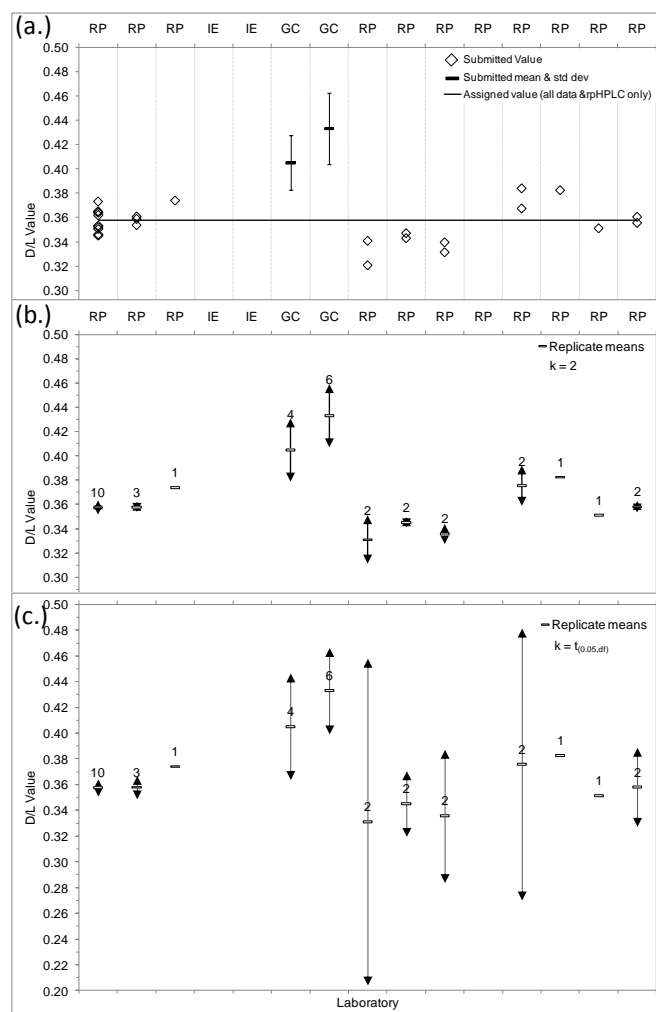 (a.)
RP RP RP IE IE GC GC RP RP RP RP RP RP RP RP
0.50
0.48
0.46
0.44
0.42
0.40
0.38
0.36
0.34
0.32
0.30
D/L Value
Submitted Value
Submitted mean & std dev
Assigned value (all data &rpHPLC only)
(b.)
RP RP RP IE IE GC GC RP RP RP RP RP RP RP RP
0.50
0.48
0.46
0.44
0.42
0.40
0.38
0.36
0.34
0.32
0.30
D/L Value
Replicate means
k = 2
10 3 1 4 6 2 2 2 2 1 1 2
(c.)
0.50
0.48
0.46
0.44
0.42
0.40
0.38
0.36
0.34
0.32
0.30
0.28
0.26
0.24
0.22
0.20
D/L Value
Replicate means
k = t(0.05,df)
10 3 1 4 6 2 2 2 2 1 1 2
Laboratory